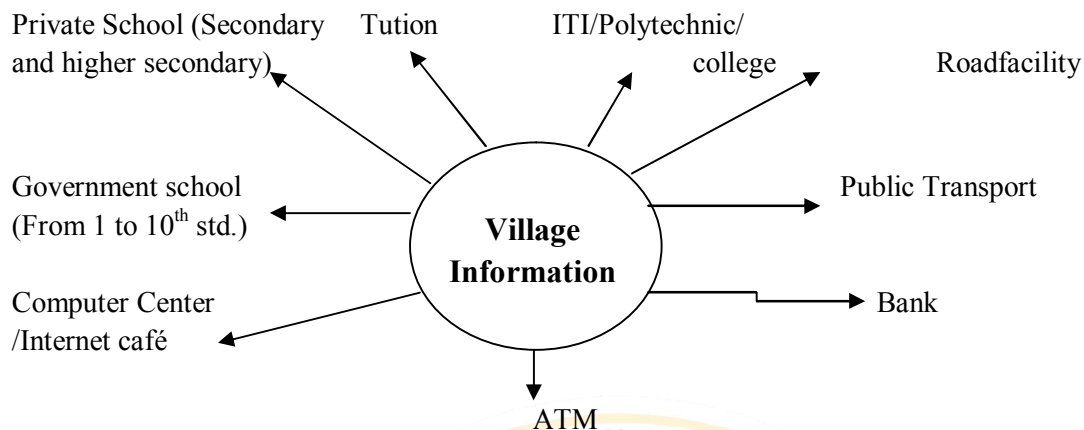 Private School (Secondary
and higher secondary)
Tution
ITI/Polytechnic/
college
Roadfacility
Government school
(From 1 to 10th std.)
Public Transport
Village
Information
Computer Center
/Internet café
Bank
ATM